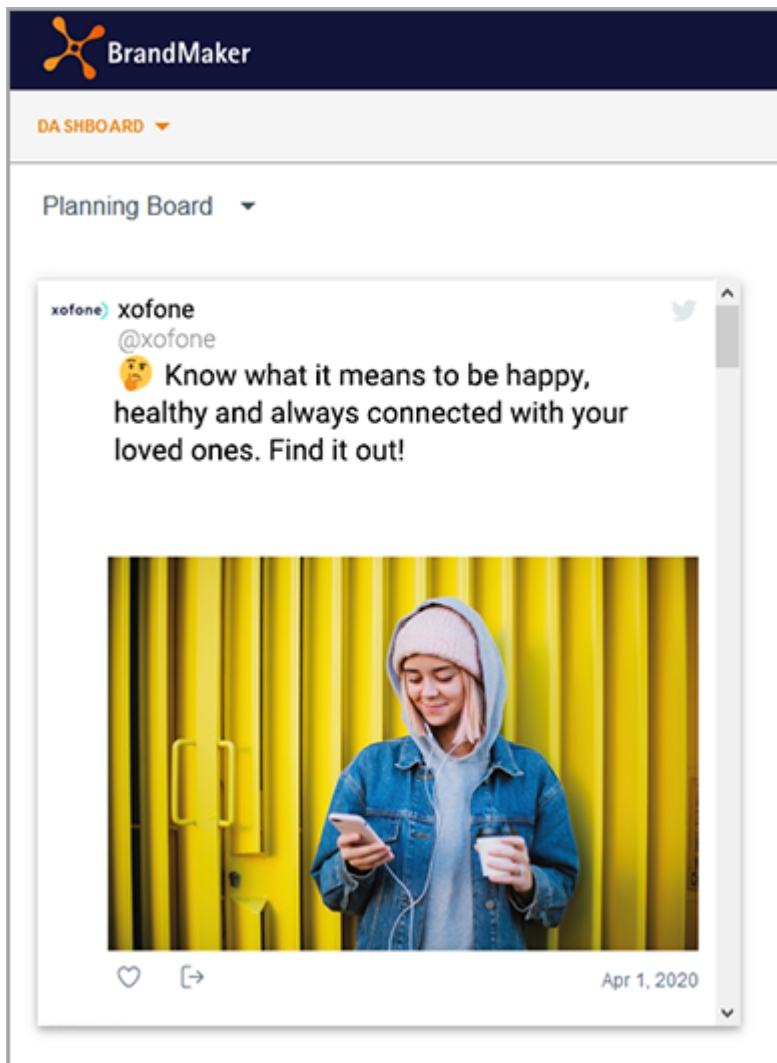 BrandMaker
DASHBOARD
Planning Board
xofone) xofone
@xofone
🤔 Know what it means to be happy,
healthy and always connected with your
loved ones. Find it out!
Apr 1, 2020